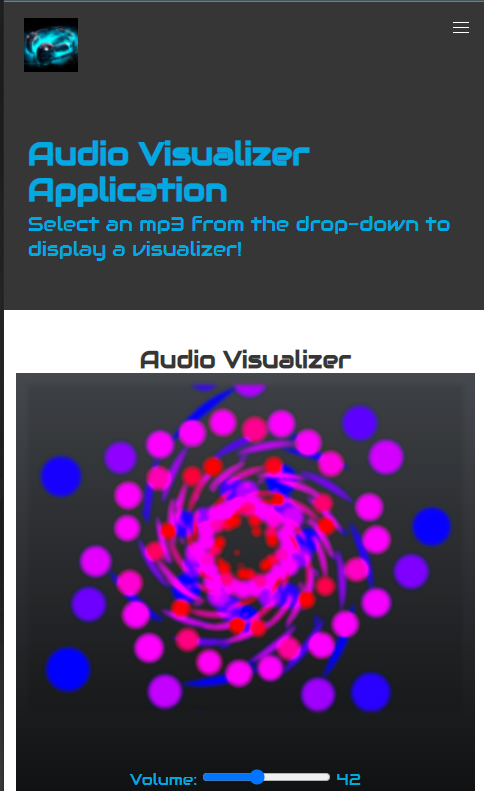 Audio Visualizer
Application
Select an mp3 from the drop-down to
display a visualizer!
Audio Visualizer
Volume: 42